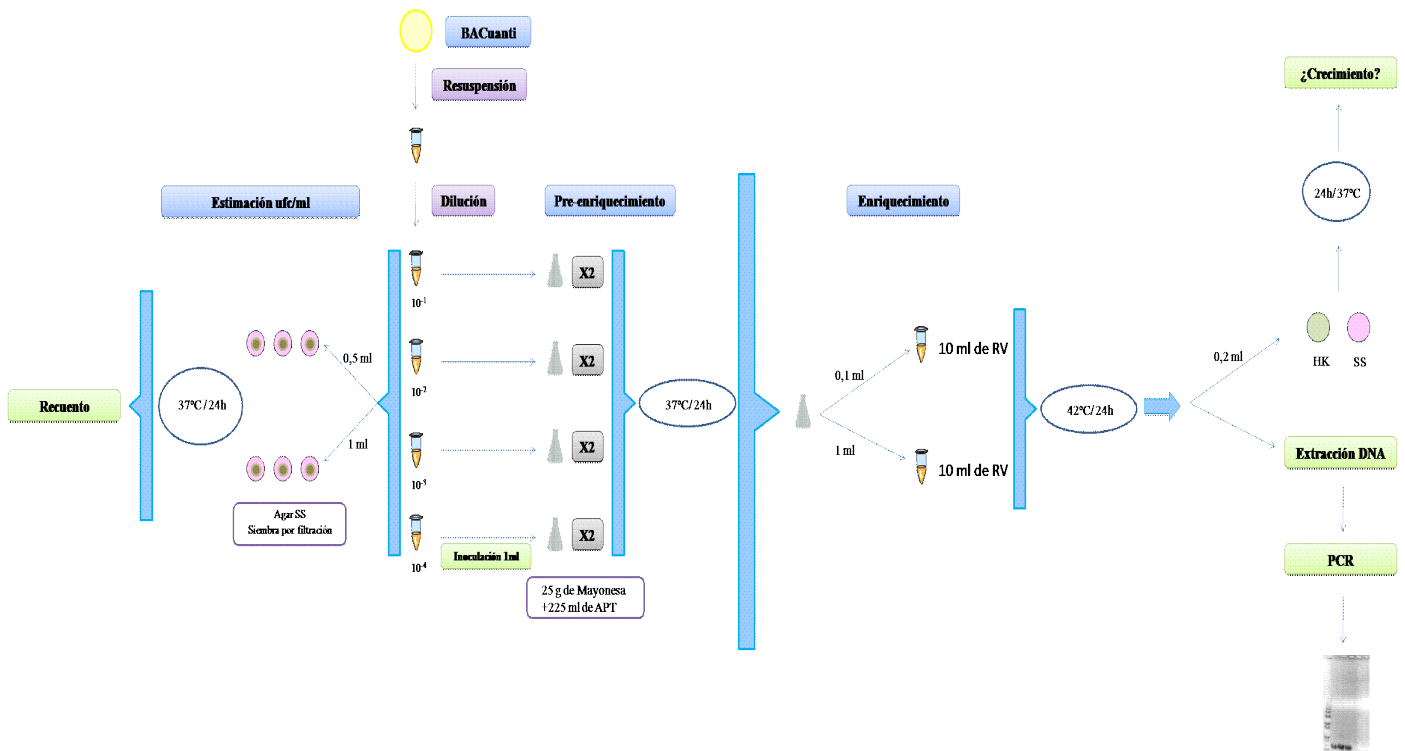 BACuanti
Resuspensión
¿Crecimiento?
24h/37ºC
Estimación ufc/ml
Dilución
Pre-enriquecimiento
Enriquecimiento
X2
10-1
X2
10-2
X2
10-3
X2
10-4
Inoculación 1ml
25 g de Mayonesa
+225 ml de APT
Recuento
37ºC/24h
0,5 ml
1 ml
Agar SS
Siembra por filtración
37ºC/24h
0,1 ml
10 ml de RV
1 ml
10 ml de RV
42ºC/24h
0,2 ml
HK
SS
Extracción DNA
PCR